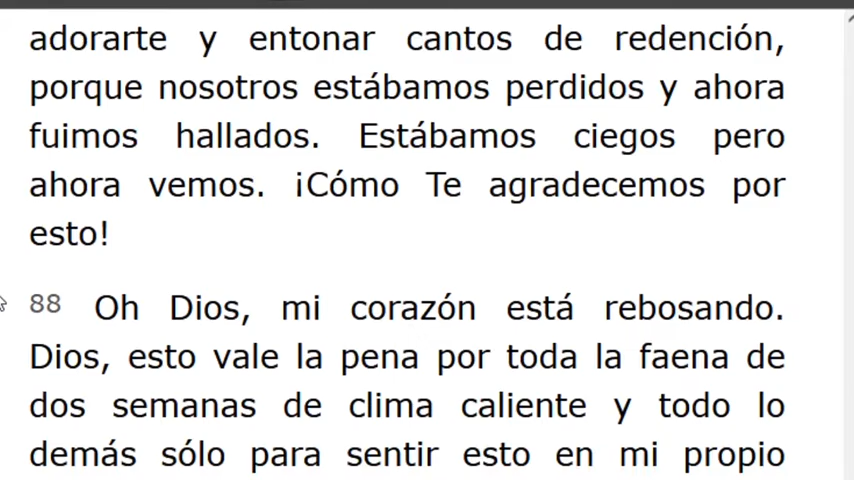 adorarte y entonar cantos de redención,
porque nosotros estábamos perdidos y ahora
fuimos hallados. Estábamos ciegos pero
ahora vemos. ¡Cómo Te agradecemos por
esto!
88 Oh Dios, mi corazón está rebosando.
Dios, esto vale la pena por toda la faena de
dos semanas de clima caliente y todo lo
demás sólo para sentir esto en mi propio